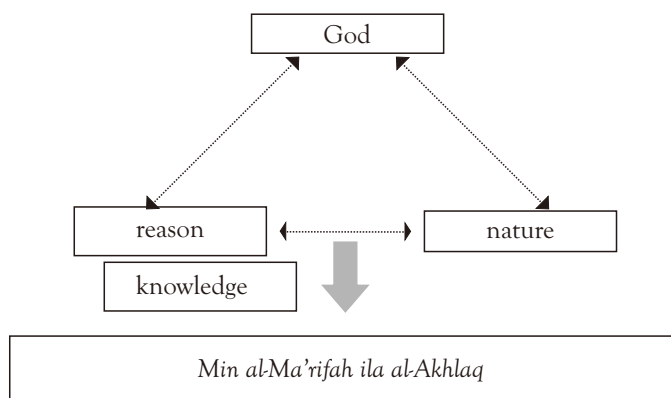 God
reason
nature
knowledge
Min al-Ma'rifah ila al-Akhlaq